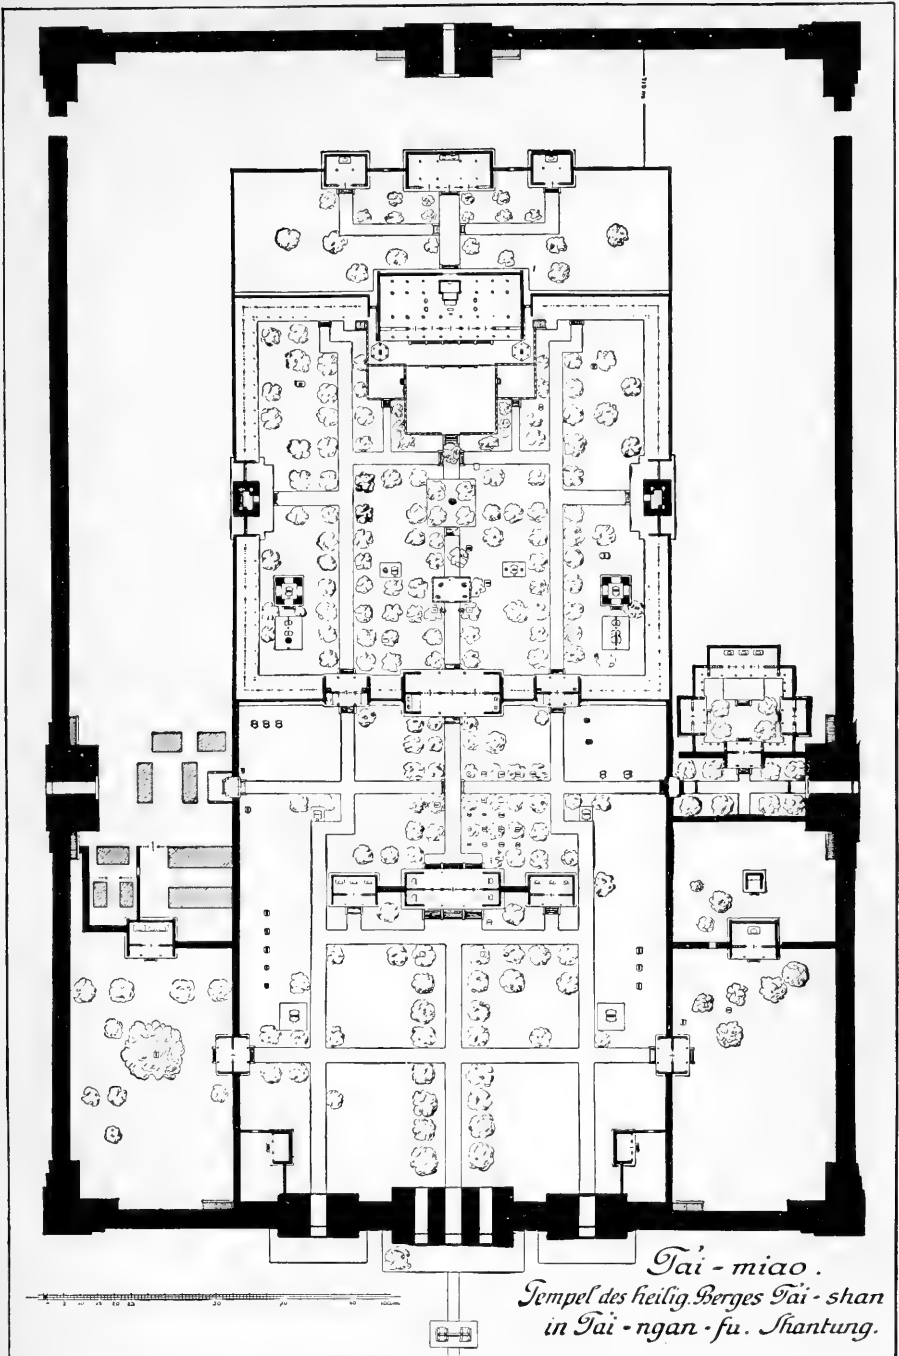 Tai - miao .
Tempel des heilig. Berges Tai - shan
in Tai - ngan - fu. Shantung.